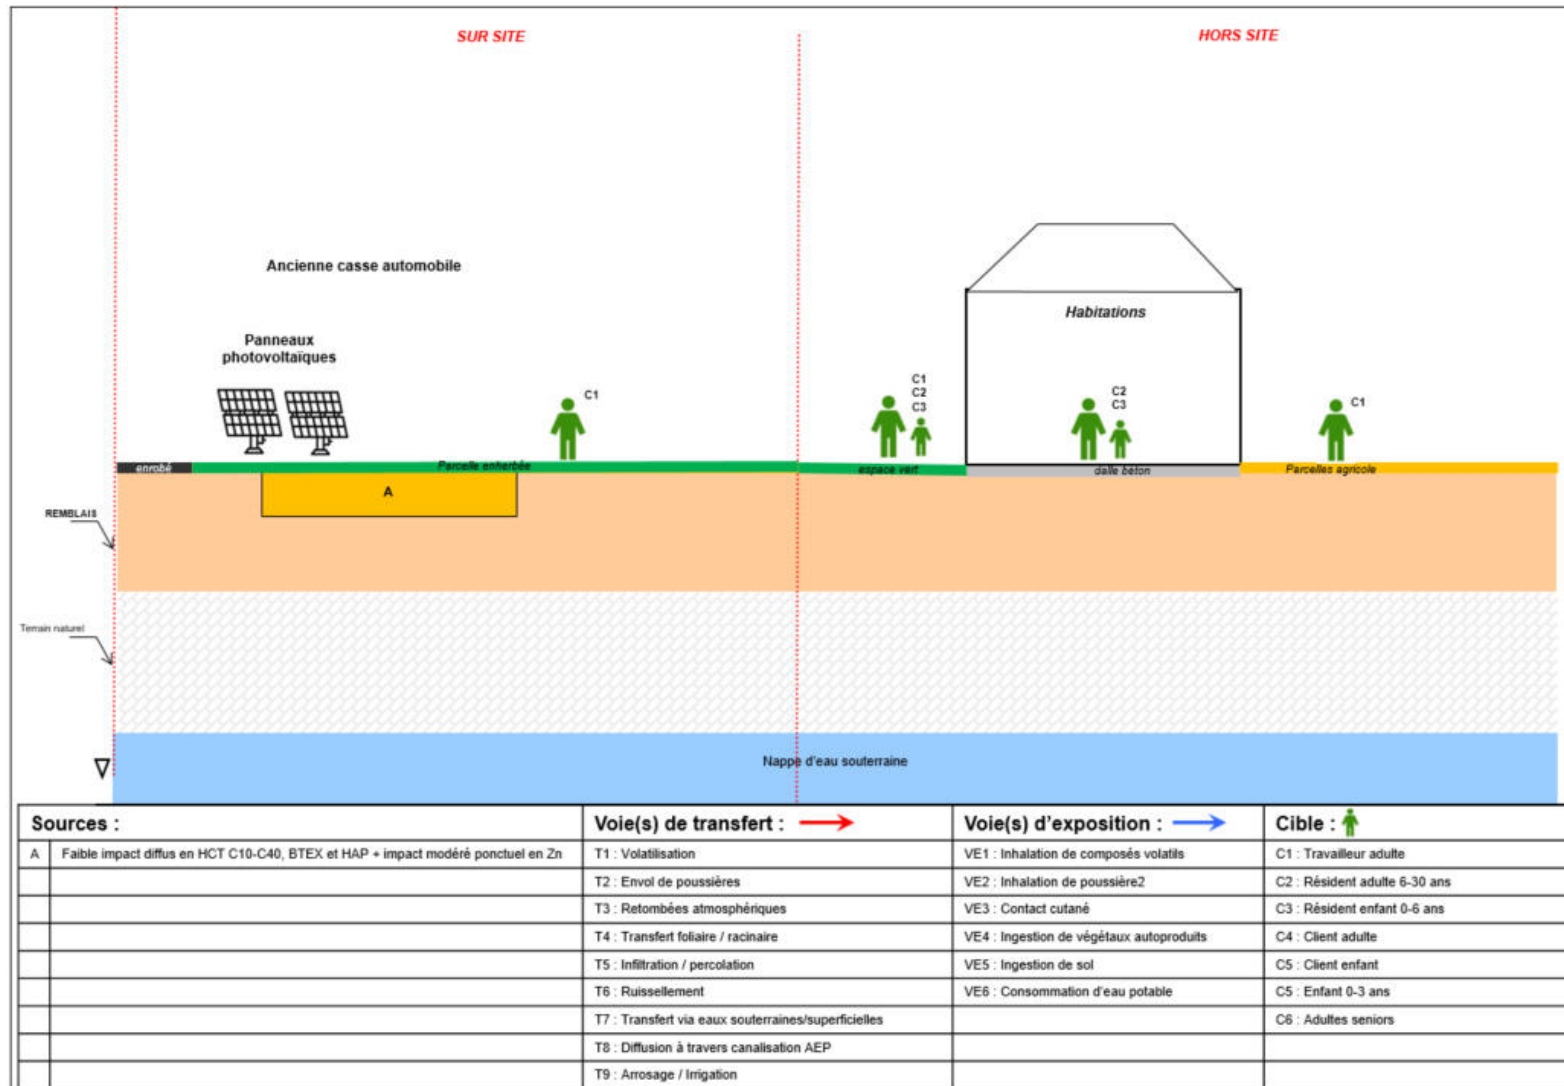 SUR SITE
HORS SITE
Ancienne casse automobile
Habitations
Panneaux
photovoltaïques
C1
C1
C2
C3
C2
C3
C1
enrobé
Parcelle enherbée
espace vert
dalle béton
Parcelles agricole
A
REMBLAIS
Terrain naturel
Nappe d'eau souterraine
Sources :
Voie(s) de transfert :
Voie(s) d'exposition :
Cible :
A Faible impact diffus en HCT C10-C40, BTEX et HAP + impact modéré ponctuel en Zn
T1 : Volatilisation
VE1 : Inhalation de composés volatils
C1 : Travailleur adulte
T2 : Envol de poussières
VE2 : Inhalation de poussière2
C2 : Résident adulte 6-30 ans
T3 : Retombées atmosphériques
VE3 : Contact cutané
C3 : Résident enfant 0-6 ans
T4 : Transfert foliaire / racinaire
VE4 : Ingestion de végétaux autoproduits
C4 : Client adulte
T5 : Infiltration / percolation
VE5 : Ingestion de sol
C5 : Client enfant
T6 : Ruissellement
VE6 : Consommation d'eau potable
C5 : Enfant 0-3 ans
T7 : Transfert via eaux souterraines/superficielles
C6 : Adultes seniors
T8 : Diffusion à travers canalisation AEP
T9 : Arrosage / Irrigation